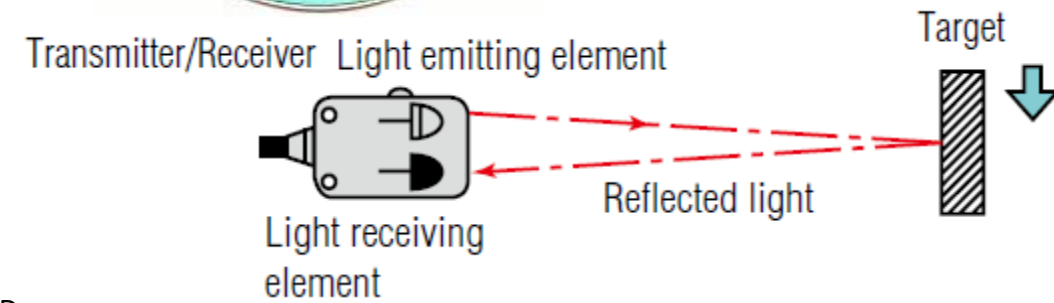 Target
Transmitter/Receiver Light emitting element
Reflected light
Light receiving
element